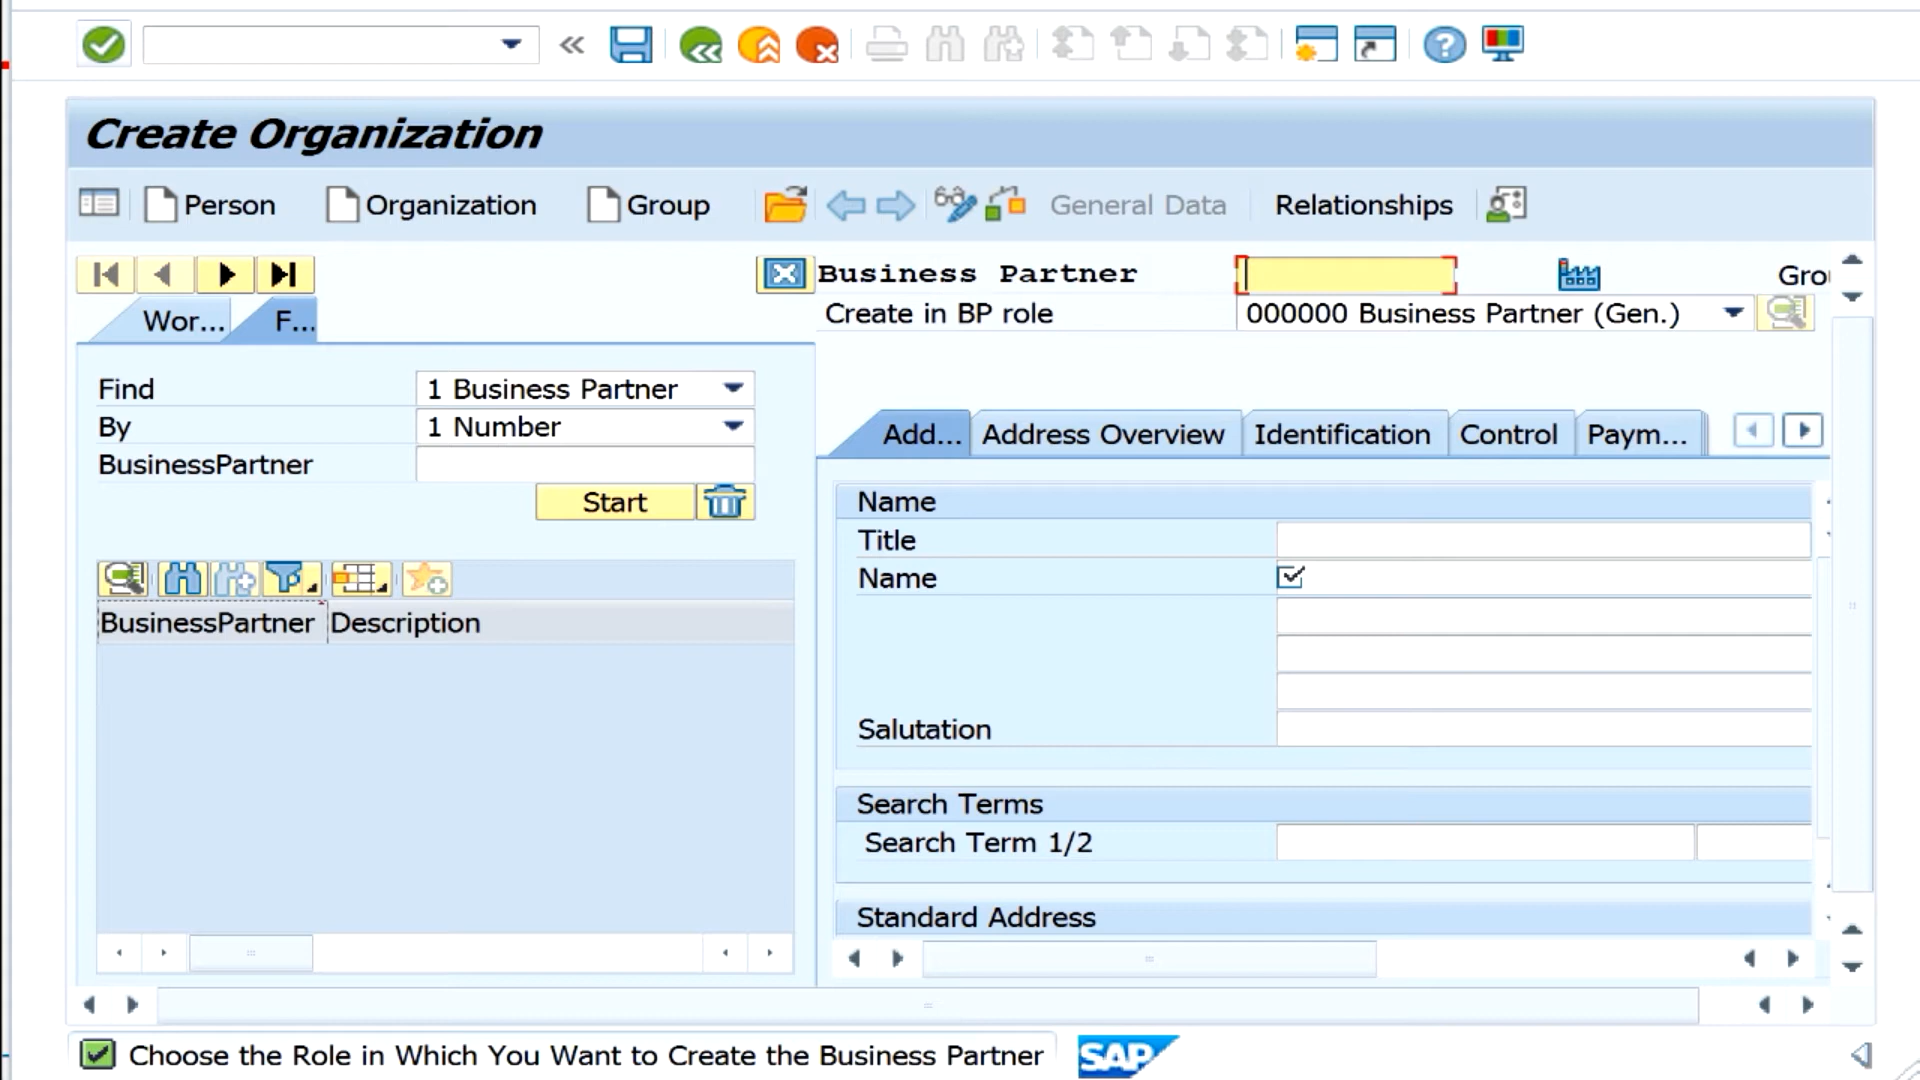 Create Organization
Person Organization Group General Data Relationships
Business Partner Gro
Create in BP role 000000 Business Partner (Gen.)
Wor... F...
Find 1 Business Partner
By 1 Number
BusinessPartner
Start
BusinessPartner Description
Add... Address Overview Identification Control Paym...
Name
Title
Name
Salutation
Search Terms
Search Term 1/2
Standard Address
Choose the Role in Which You Want to Create the Business Partner SAP